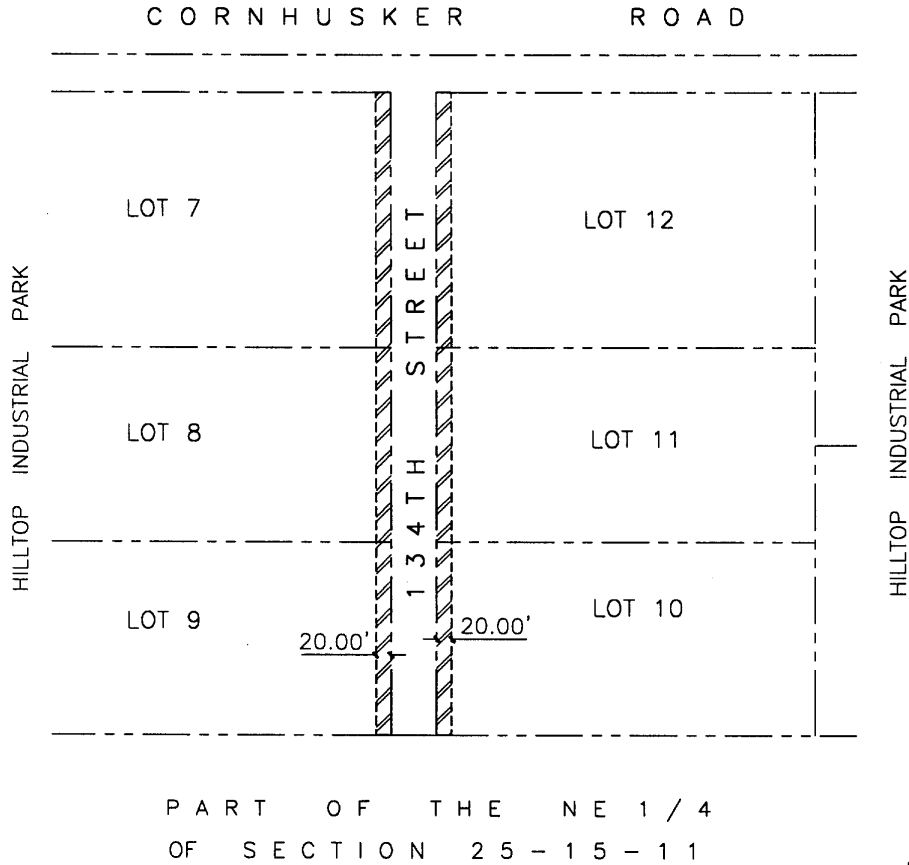 CORNHUSKER ROAD
LOT 7
LOT 12
134TH STREET
HILLTOP INDUSTRIAL PARK
HILLTOP INDUSTRIAL PARK
LOT 8
LOT 11
LOT 9
LOT 10
20.00'
20.00'
PART OF THE NE 1/4
OF SECTION 25-15-11